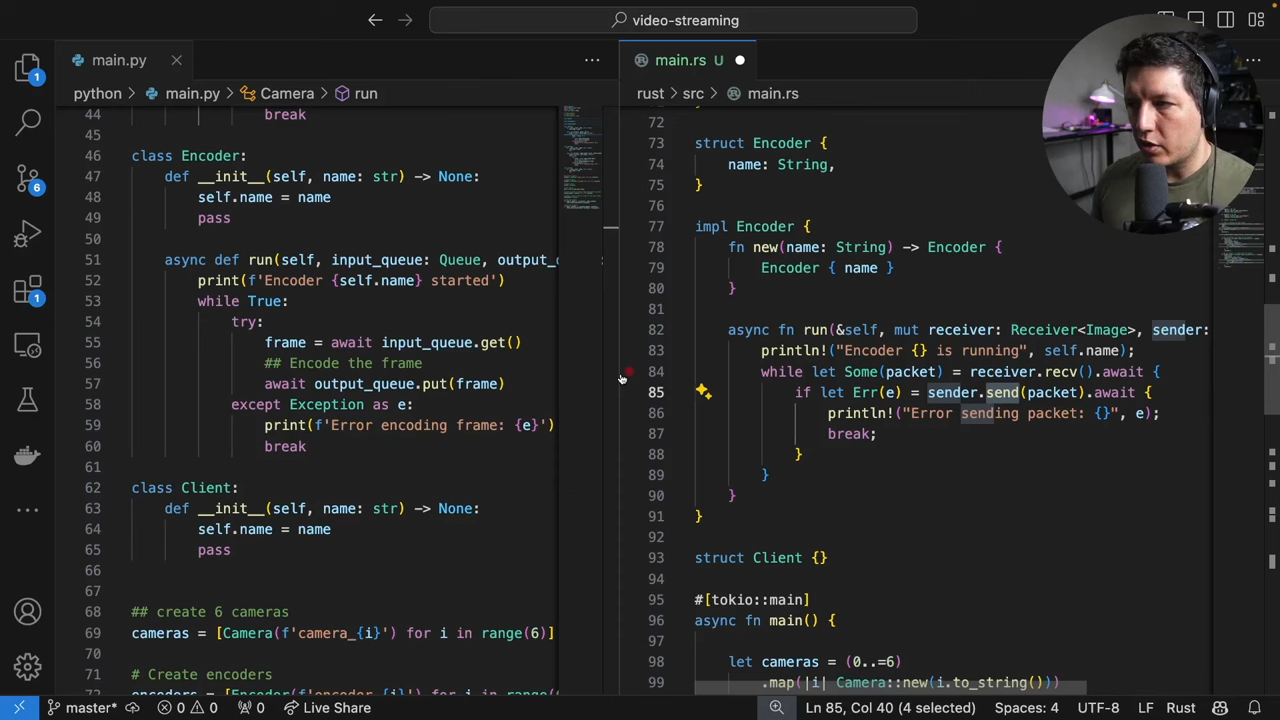 video-streaming
main.py
main.rs U
python > main.py > Camera > run
rust > src > main.rs
44 break
45
46 class Encoder:
47 def __init__(self, name: str) -> None:
48 self.name = name
49 pass
50
51 async def run(self, input_queue: Queue, output_
52 print(f'Encoder {self.name} started')
53 while True:
54 try:
55 frame = await input_queue.get()
56 ## Encode the frame
57 await output_queue.put(frame)
58 except Exception as e:
59 print(f'Error encoding frame: {e}')
60 break
61
62 class Client:
63 def __init__(self, name: str) -> None:
64 self.name = name
65 pass
66
67
68 ## create 6 cameras
69 cameras = [Camera(f'camera_{i}') for i in range(6)]
70
71 # Create encoders
72 encoders = [Encoder(f'encoder_{i}') for i in range(6
72
73 struct Encoder {
74 name: String,
75 }
76
77 impl Encoder {
78 fn new(name: String) -> Encoder {
79 Encoder { name }
80 }
81
82 async fn run(&self, mut receiver: Receiver<Image>, sender:
83 println!("Encoder {} is running", self.name);
84 while let Some(packet) = receiver.recv().await {
85 if let Err(e) = sender.send(packet).await {
86 println!("Error sending packet: {}", e);
87 break;
88 }
89 }
90 }
91 }
92
93 struct Client {}
94
95 #[tokio::main]
96 async fn main() {
97
98 let cameras = (0..=6)
99 .map(|i| Camera::new(i.to_string()))
1
6
1
master*
0 0
0
Live Share
Ln 85, Col 40 (4 selected)
Spaces: 4
UTF-8
LF
Rust